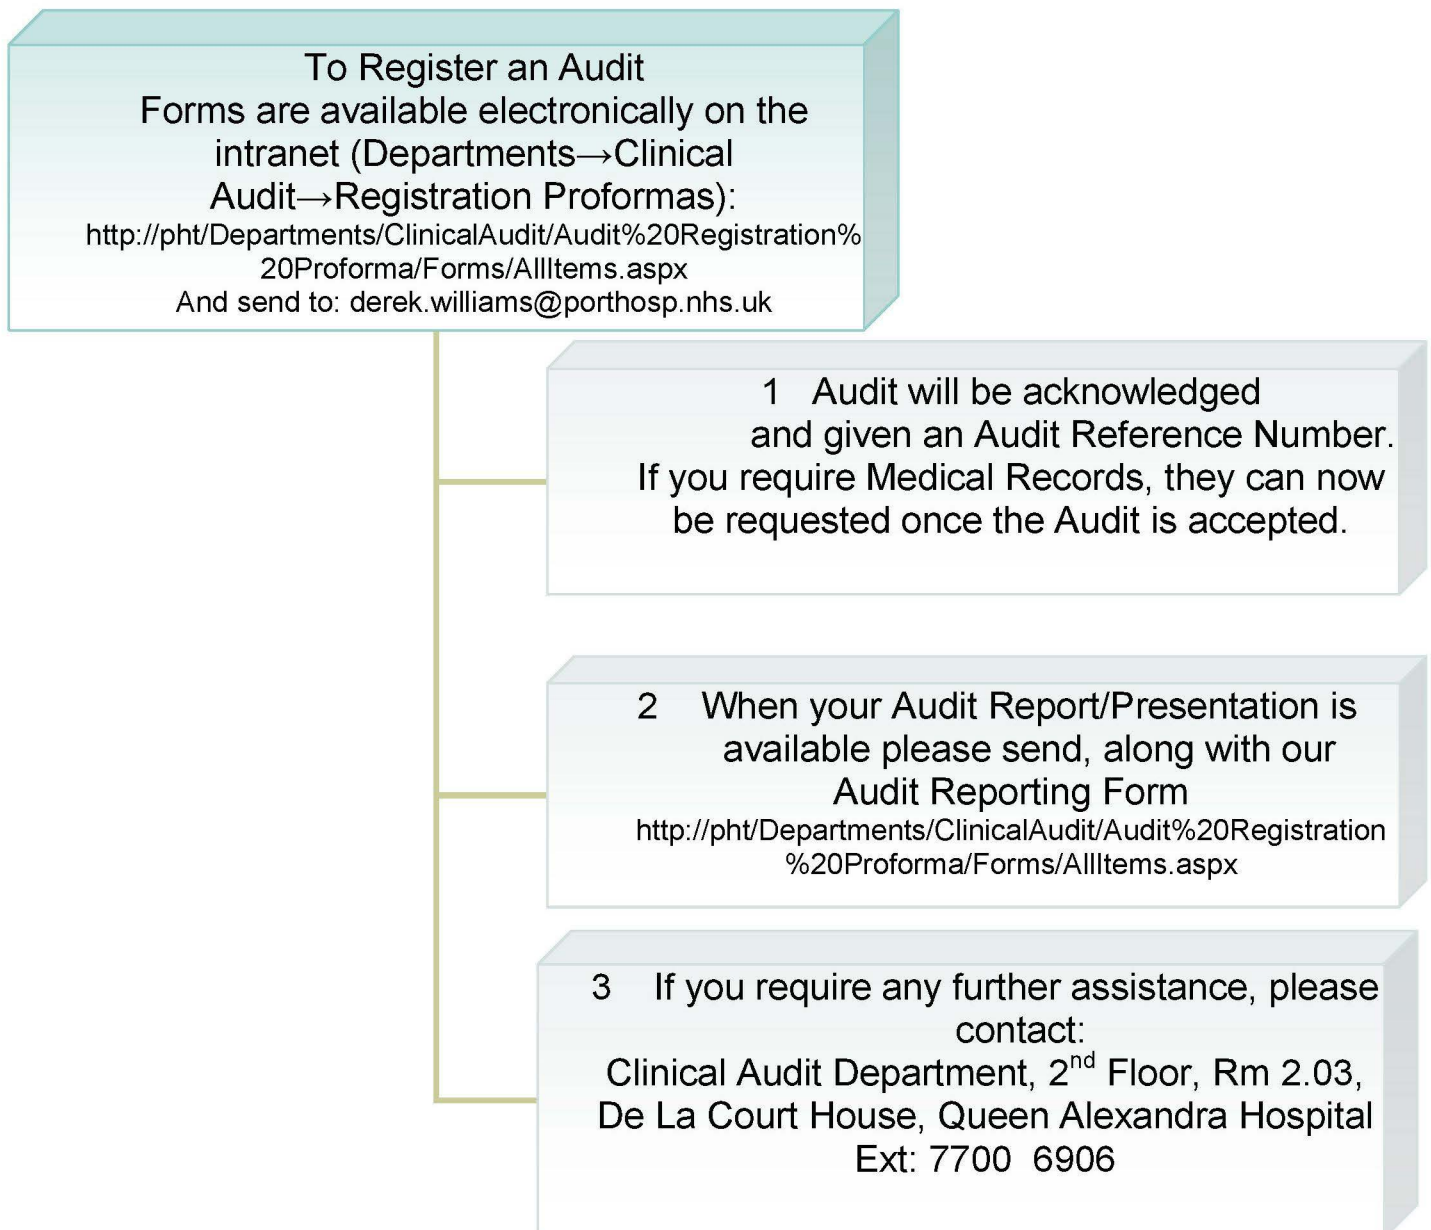 To Register an Audit
Forms are available electronically on the
intranet (Departments→Clinical
Audit→Registration Proformas):
http://pht/Departments/ClinicalAudit/Audit%20Registration%
20Proforma/Forms/AllItems.aspx
And send to: derek.williams@porthosp.nhs.uk
1 Audit will be acknowledged
and given an Audit Reference Number.
If you require Medical Records, they can now
be requested once the Audit is accepted.
2 When your Audit Report/Presentation is
available please send, along with our
Audit Reporting Form
http://pht/Departments/ClinicalAudit/Audit%20Registration
%20Proforma/Forms/AllItems.aspx
3 If you require any further assistance, please
contact:
Clinical Audit Department, 2nd Floor, Rm 2.03,
De La Court House, Queen Alexandra Hospital
Ext: 7700 6906